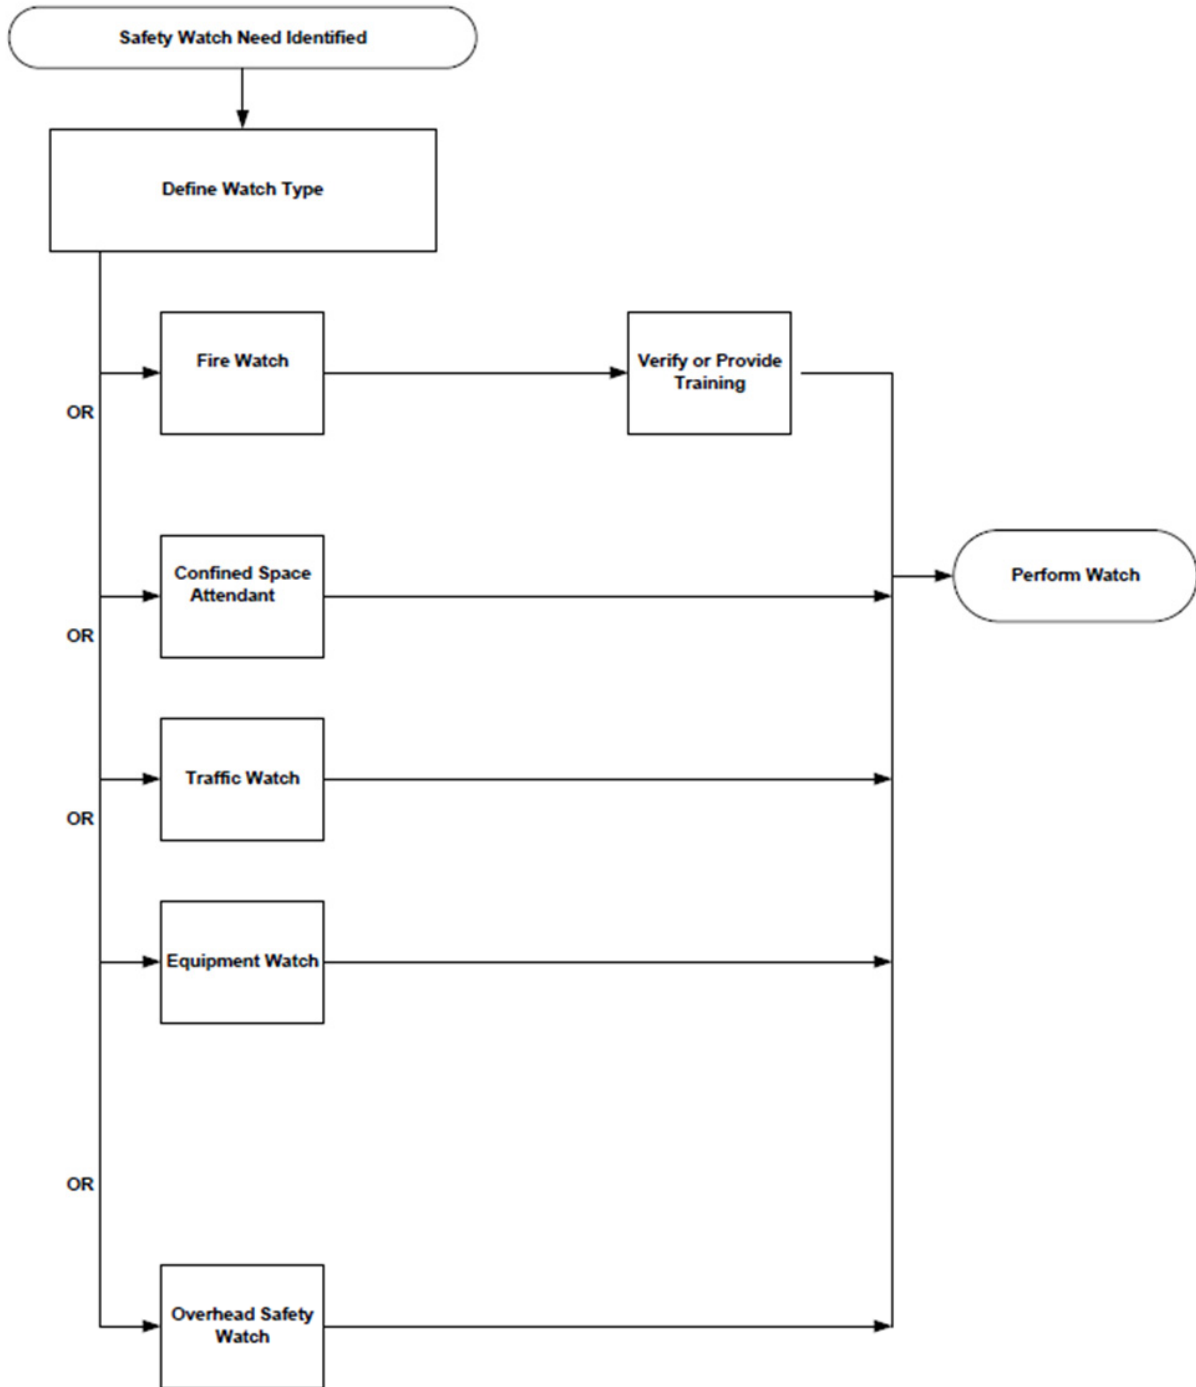 Safety Watch Need Identified
Define Watch Type
Fire Watch
Verify or Provide
Training
OR
Confined Space
Attendant
Perform Watch
OR
Traffic Watch
OR
Equipment Watch
OR
Overhead Safety
Watch